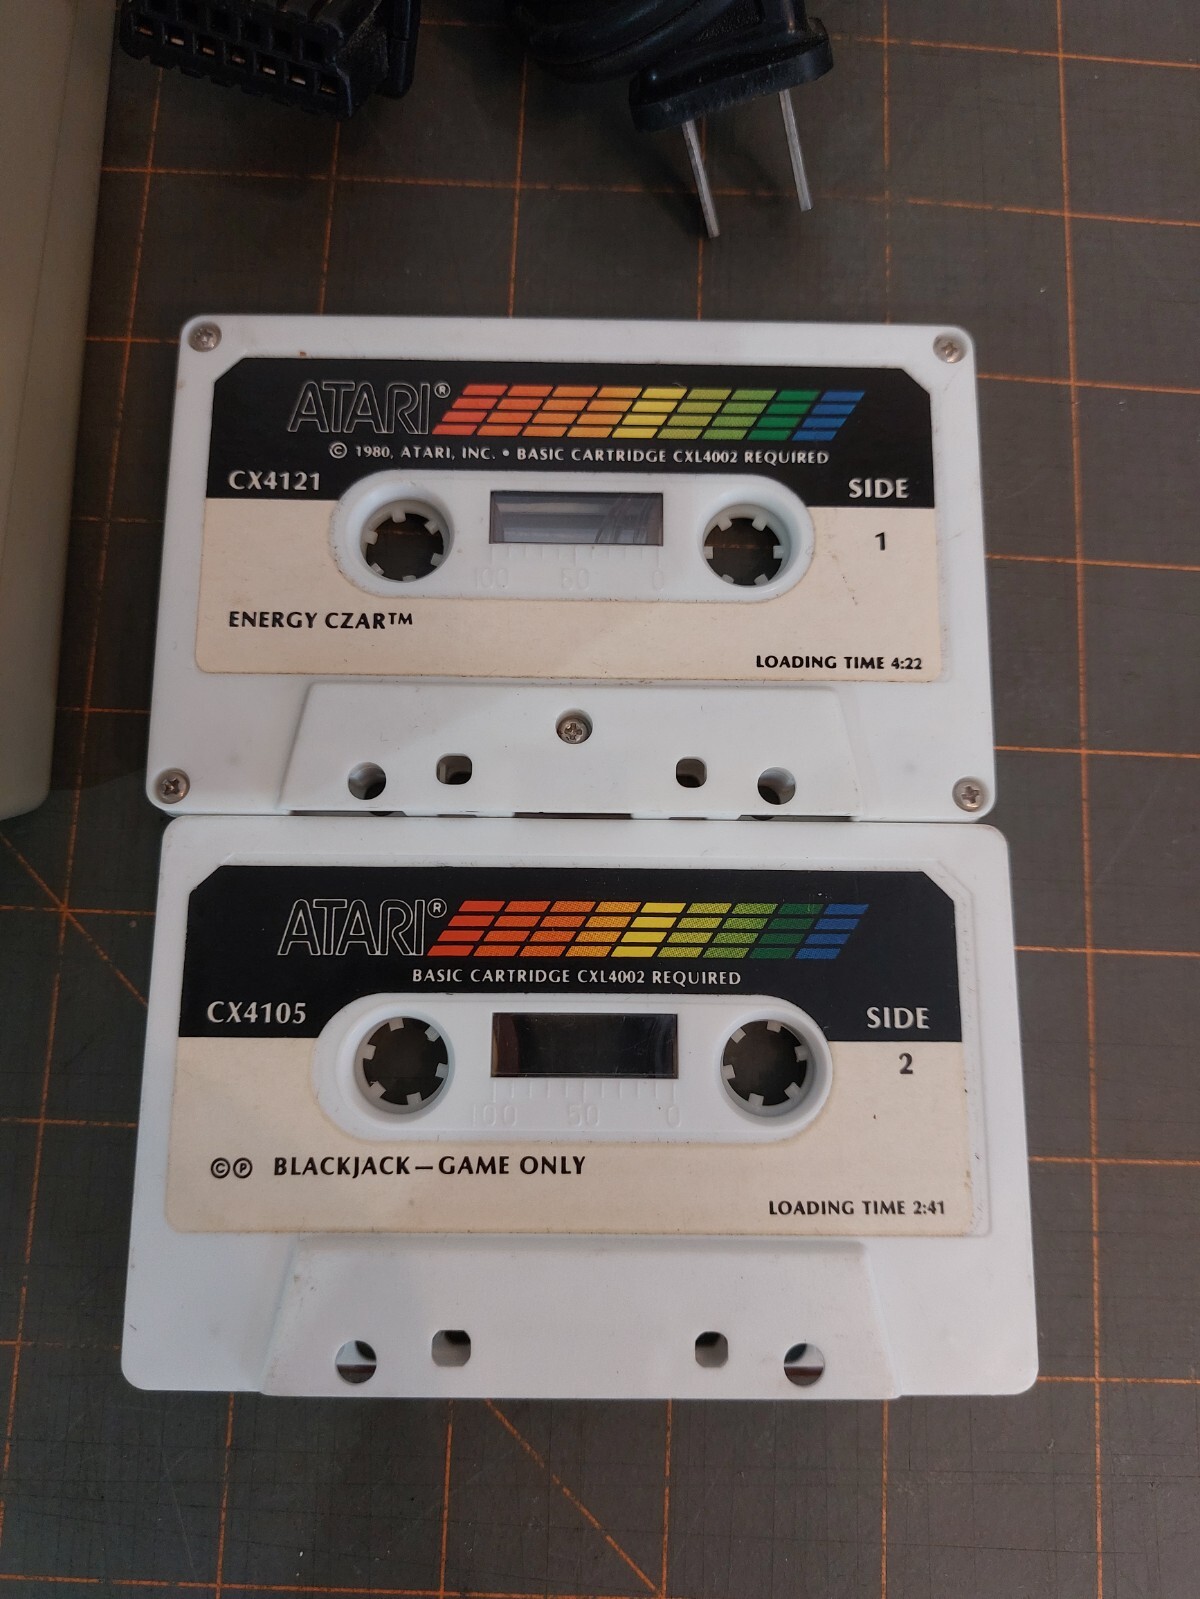 ATARI®
© 1980, ATARI, INC. • BASIC CARTRIDGE CXL4002 REQUIRED
CX4121
SIDE
1
100 50 0
ENERGY CZAR™
LOADING TIME 4:22
ATARI®
BASIC CARTRIDGE CXL4002 REQUIRED
CX4105
SIDE
2
100 50 0
©℗ BLACKJACK—GAME ONLY
LOADING TIME 2:41